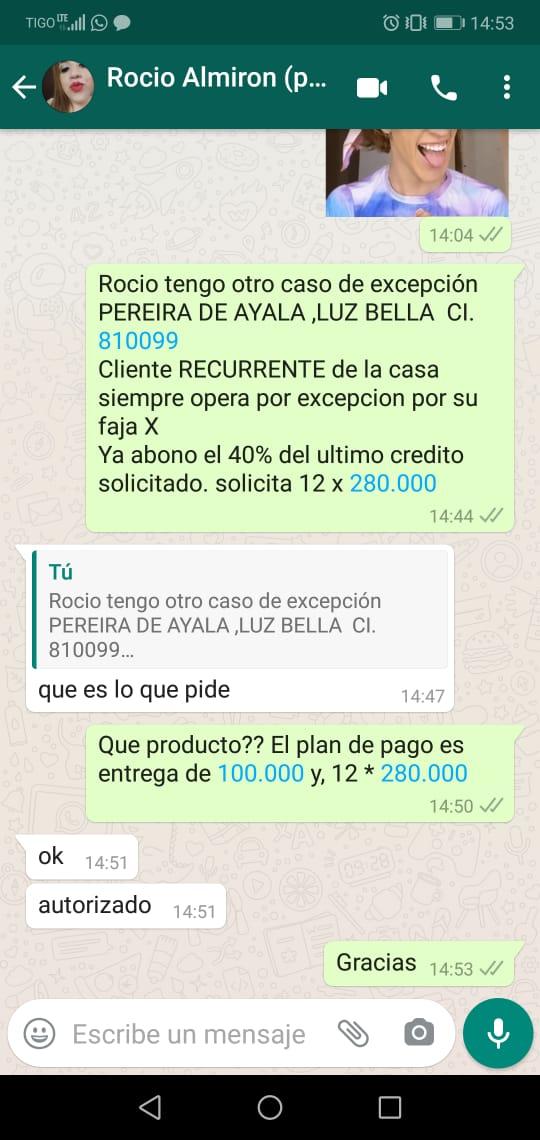 TIGO LTE 14:53
Rocio Almiron (p...
14:04
Rocio tengo otro caso de excepción
PEREIRA DE AYALA ,LUZ BELLA CI.
810099
Cliente RECURRENTE de la casa
siempre opera por excepcion por su
faja X
Ya abono el 40% del ultimo credito
solicitado. solicita 12 x 280.000
14:44
Tú
Rocio tengo otro caso de excepción
PEREIRA DE AYALA ,LUZ BELLA CI.
810099...
que es lo que pide 14:47
Que producto?? El plan de pago es
entrega de 100.000 y, 12 * 280.000
14:50
ok 14:51
autorizado 14:51
Gracias 14:53
Escribe un mensaje